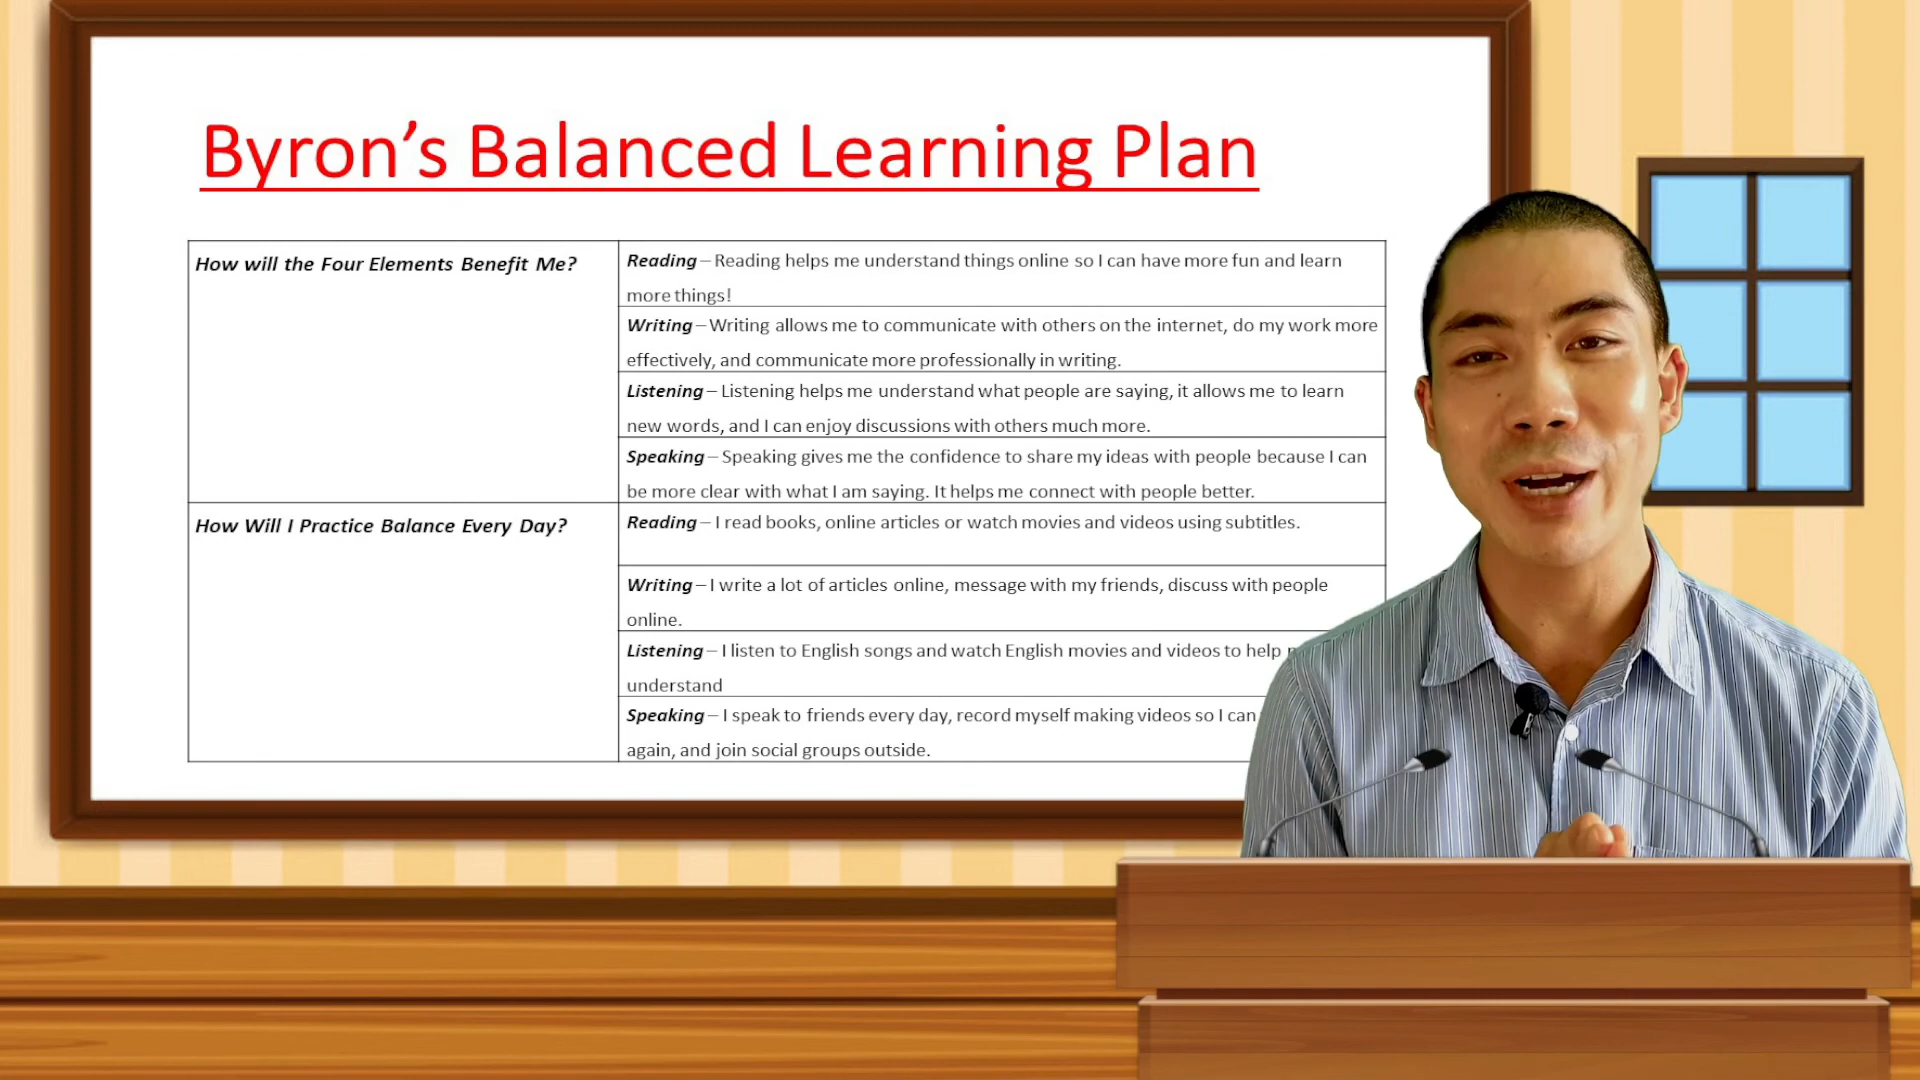 Byron's Balanced Learning Plan
How will the Four Elements Benefit Me?
Reading – Reading helps me understand things online so I can have more fun and learn
more things!
Writing – Writing allows me to communicate with others on the internet, do my work more
effectively, and communicate more professionally in writing.
Listening – Listening helps me understand what people are saying, it allows me to learn
new words, and I can enjoy discussions with others much more.
Speaking – Speaking gives me the confidence to share my ideas with people because I can
be more clear with what I am saying. It helps me connect with people better.
How Will I Practice Balance Every Day?
Reading – I read books, online articles or watch movies and videos using subtitles.
Writing – I write a lot of articles online, message with my friends, discuss with people
online.
Listening – I listen to English songs and watch English movies and videos to help
understand
Speaking – I speak to friends every day, record myself making videos so I can
again, and join social groups outside.